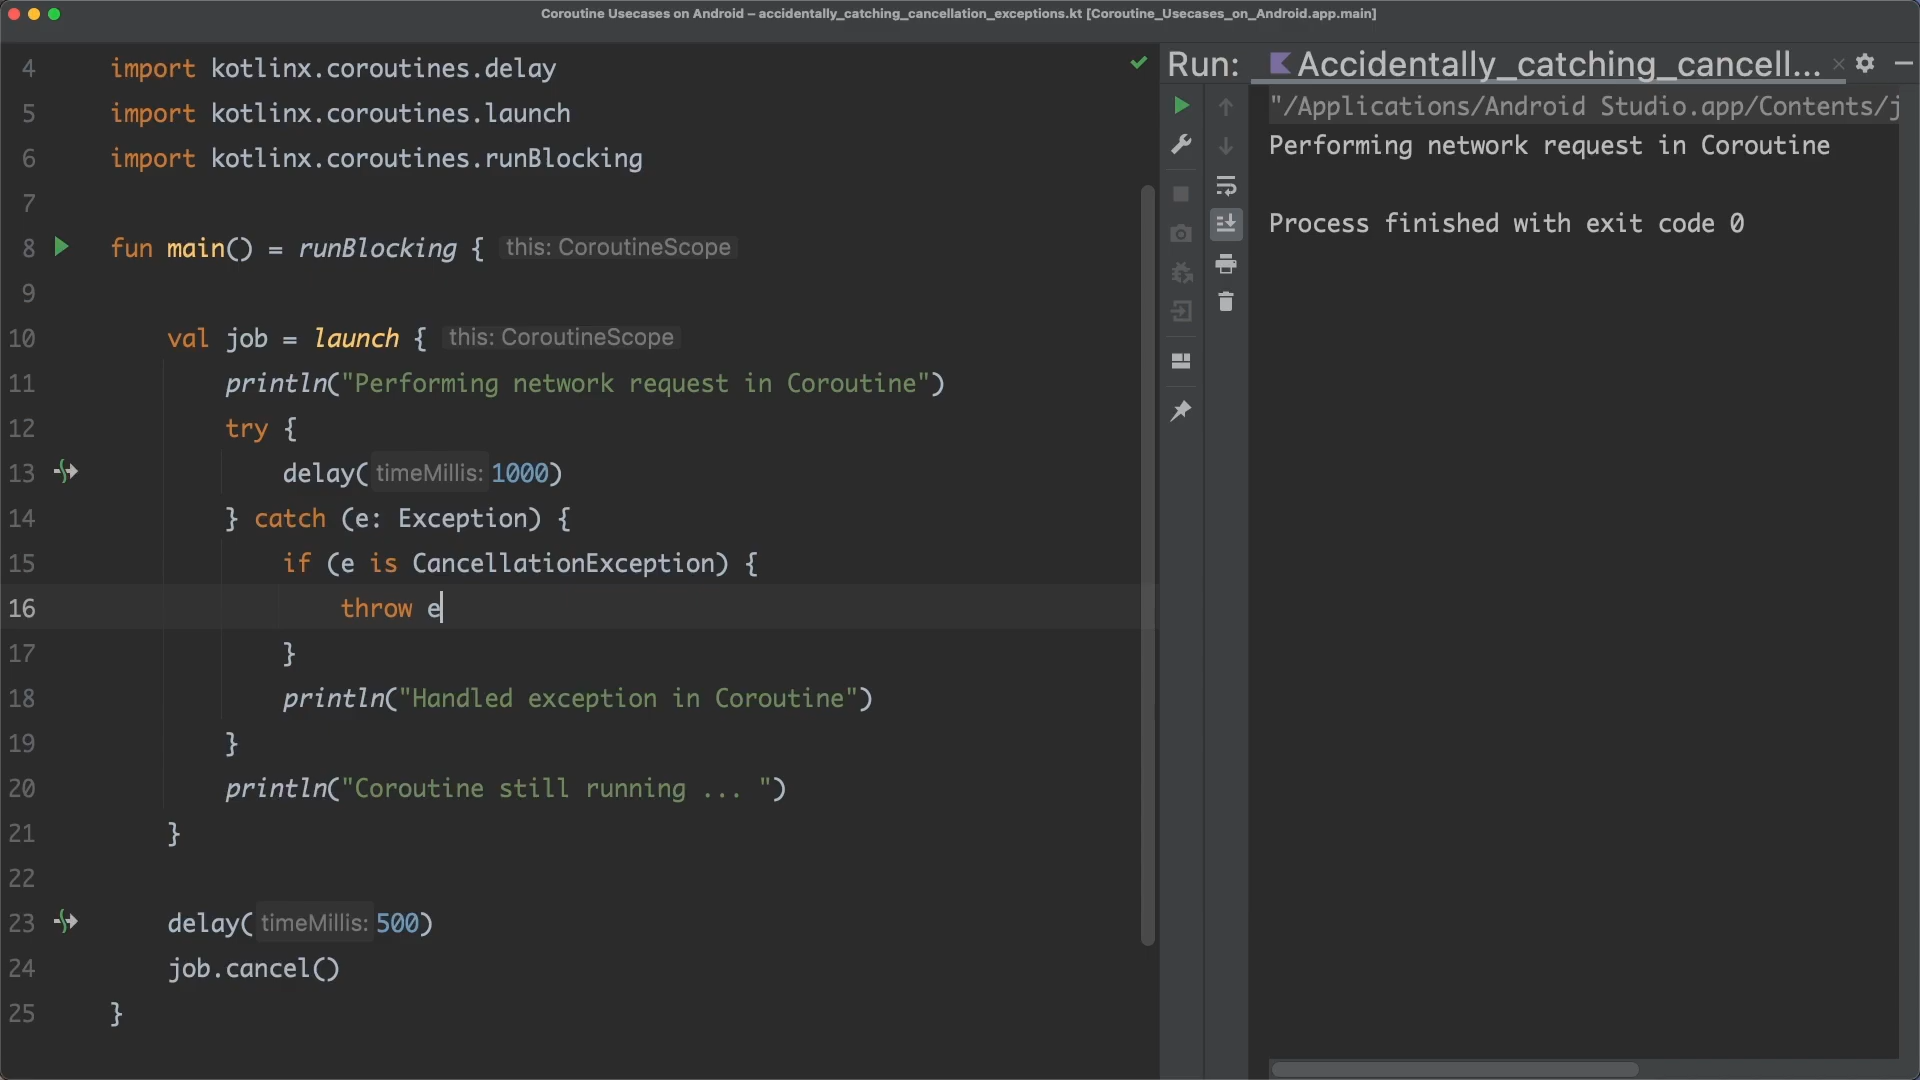 Coroutine Usecases on Android – accidentally_catching_cancellation_exceptions.kt [Coroutine_Usecases_on_Android.app.main]
4 import kotlinx.coroutines.delay
5 import kotlinx.coroutines.launch
6 import kotlinx.coroutines.runBlocking
7
8 fun main() = runBlocking { this: CoroutineScope
9
10 val job = launch { this: CoroutineScope
11 println("Performing network request in Coroutine")
12 try {
13 delay( timeMillis: 1000)
14 } catch (e: Exception) {
15 if (e is CancellationException) {
16 throw e
17 }
18 println("Handled exception in Coroutine")
19 }
20 println("Coroutine still running ... ")
21 }
22
23 delay( timeMillis: 500)
24 job.cancel()
25 }
Run: Accidentally_catching_cancell...
"/Applications/Android Studio.app/Contents/j
Performing network request in Coroutine
Process finished with exit code 0